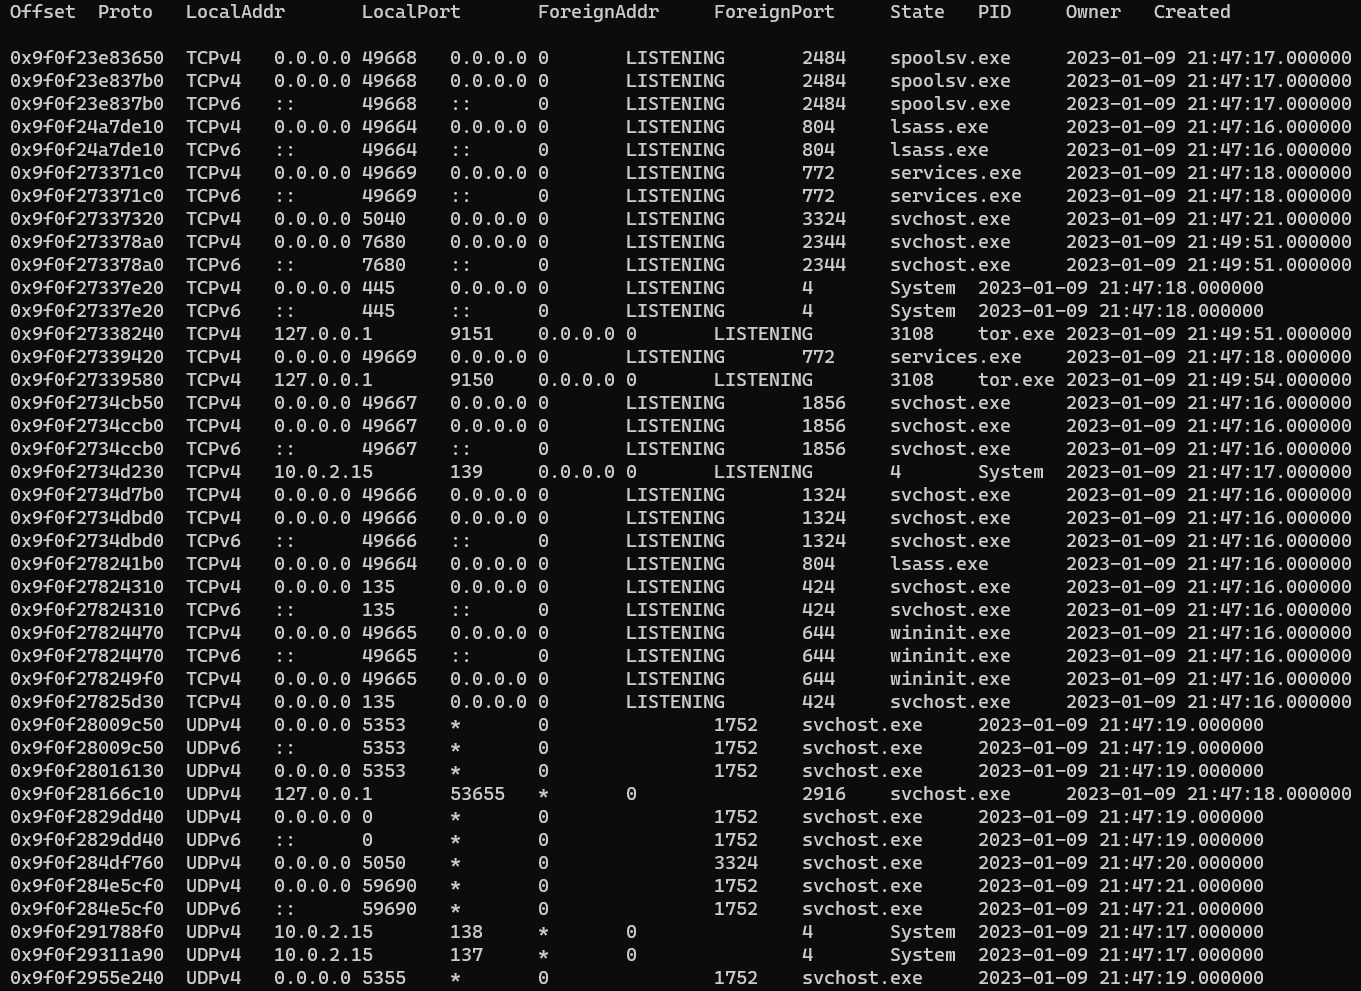 Offset  Proto   LocalAddr       LocalPort       ForeignAddr     ForeignPort     State   PID     Owner   Created
0x9f0f23e83650  TCPv4   0.0.0.0 49668   0.0.0.0 0       LISTENING       2484    spoolsv.exe     2023-01-09 21:47:17.000000
0x9f0f23e837b0  TCPv4   0.0.0.0 49668   0.0.0.0 0       LISTENING       2484    spoolsv.exe     2023-01-09 21:47:17.000000
0x9f0f23e837b0  TCPv6   ::      49668   ::      0       LISTENING       2484    spoolsv.exe     2023-01-09 21:47:17.000000
0x9f0f24a7de10  TCPv4   0.0.0.0 49664   0.0.0.0 0       LISTENING       804     lsass.exe       2023-01-09 21:47:16.000000
0x9f0f24a7de10  TCPv6   ::      49664   ::      0       LISTENING       804     lsass.exe       2023-01-09 21:47:16.000000
0x9f0f273371c0  TCPv4   0.0.0.0 49669   0.0.0.0 0       LISTENING       772     services.exe    2023-01-09 21:47:18.000000
0x9f0f273371c0  TCPv6   ::      49669   ::      0       LISTENING       772     services.exe    2023-01-09 21:47:18.000000
0x9f0f27337320  TCPv4   0.0.0.0 5040    0.0.0.0 0       LISTENING       3324    svchost.exe     2023-01-09 21:47:21.000000
0x9f0f273378a0  TCPv4   0.0.0.0 7680    0.0.0.0 0       LISTENING       2344    svchost.exe     2023-01-09 21:49:51.000000
0x9f0f273378a0  TCPv6   ::      7680    ::      0       LISTENING       2344    svchost.exe     2023-01-09 21:49:51.000000
0x9f0f27337e20  TCPv4   0.0.0.0 445     0.0.0.0 0       LISTENING       4       System  2023-01-09 21:47:18.000000
0x9f0f27337e20  TCPv6   ::      445     ::      0       LISTENING       4       System  2023-01-09 21:47:18.000000
0x9f0f27338240  TCPv4   127.0.0.1       9151    0.0.0.0 0       LISTENING       3108    tor.exe 2023-01-09 21:49:51.000000
0x9f0f27339420  TCPv4   0.0.0.0 49669   0.0.0.0 0       LISTENING       772     services.exe    2023-01-09 21:47:18.000000
0x9f0f27339580  TCPv4   127.0.0.1       9150    0.0.0.0 0       LISTENING       3108    tor.exe 2023-01-09 21:49:54.000000
0x9f0f2734cb50  TCPv4   0.0.0.0 49667   0.0.0.0 0       LISTENING       1856    svchost.exe     2023-01-09 21:47:16.000000
0x9f0f2734ccb0  TCPv4   0.0.0.0 49667   0.0.0.0 0       LISTENING       1856    svchost.exe     2023-01-09 21:47:16.000000
0x9f0f2734ccb0  TCPv6   ::      49667   ::      0       LISTENING       1856    svchost.exe     2023-01-09 21:47:16.000000
0x9f0f2734d230  TCPv4   10.0.2.15       139     0.0.0.0 0       LISTENING       4       System  2023-01-09 21:47:17.000000
0x9f0f2734d7b0  TCPv4   0.0.0.0 49666   0.0.0.0 0       LISTENING       1324    svchost.exe     2023-01-09 21:47:16.000000
0x9f0f2734dbd0  TCPv4   0.0.0.0 49666   0.0.0.0 0       LISTENING       1324    svchost.exe     2023-01-09 21:47:16.000000
0x9f0f2734dbd0  TCPv6   ::      49666   ::      0       LISTENING       1324    svchost.exe     2023-01-09 21:47:16.000000
0x9f0f278241b0  TCPv4   0.0.0.0 49664   0.0.0.0 0       LISTENING       804     lsass.exe       2023-01-09 21:47:16.000000
0x9f0f27824310  TCPv4   0.0.0.0 135     0.0.0.0 0       LISTENING       424     svchost.exe     2023-01-09 21:47:16.000000
0x9f0f27824310  TCPv6   ::      135     ::      0       LISTENING       424     svchost.exe     2023-01-09 21:47:16.000000
0x9f0f27824470  TCPv4   0.0.0.0 49665   0.0.0.0 0       LISTENING       644     wininit.exe     2023-01-09 21:47:16.000000
0x9f0f27824470  TCPv6   ::      49665   ::      0       LISTENING       644     wininit.exe     2023-01-09 21:47:16.000000
0x9f0f278249f0  TCPv4   0.0.0.0 49665   0.0.0.0 0       LISTENING       644     wininit.exe     2023-01-09 21:47:16.000000
0x9f0f27825d30  TCPv4   0.0.0.0 135     0.0.0.0 0       LISTENING       424     svchost.exe     2023-01-09 21:47:16.000000
0x9f0f28009c50  UDPv4   0.0.0.0 5353    *       0               1752    svchost.exe     2023-01-09 21:47:19.000000
0x9f0f28009c50  UDPv6   ::      5353    *       0               1752    svchost.exe     2023-01-09 21:47:19.000000
0x9f0f28016130  UDPv4   0.0.0.0 5353    *       0               1752    svchost.exe     2023-01-09 21:47:19.000000
0x9f0f28166c10  UDPv4   127.0.0.1       53655   *       0               2916    svchost.exe     2023-01-09 21:47:18.000000
0x9f0f2829dd40  UDPv4   0.0.0.0 0       *       0               1752    svchost.exe     2023-01-09 21:47:19.000000
0x9f0f2829dd40  UDPv6   ::      0       *       0               1752    svchost.exe     2023-01-09 21:47:19.000000
0x9f0f284df760  UDPv4   0.0.0.0 5050    *       0               3324    svchost.exe     2023-01-09 21:47:20.000000
0x9f0f284e5cf0  UDPv4   0.0.0.0 59690   *       0               1752    svchost.exe     2023-01-09 21:47:21.000000
0x9f0f284e5cf0  UDPv6   ::      59690   *       0               1752    svchost.exe     2023-01-09 21:47:21.000000
0x9f0f291788f0  UDPv4   10.0.2.15       138     *       0               4       System  2023-01-09 21:47:17.000000
0x9f0f29311a90  UDPv4   10.0.2.15       137     *       0               4       System  2023-01-09 21:47:17.000000
0x9f0f2955e240  UDPv4   0.0.0.0 5355    *       0               1752    svchost.exe     2023-01-09 21:47:19.000000